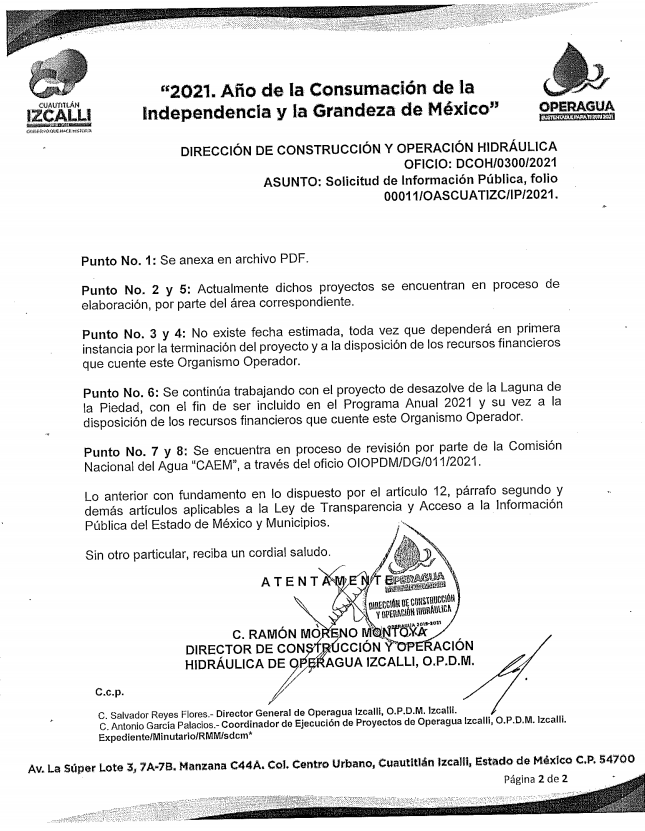 CUAUTITLÁN
IZCALLI
GOBIERNO QUE HACE HISTORIA
"2021. Año de la Consumación de la
Independencia y la Grandeza de México"
OPERAGUA
DIRECCIÓN DE CONSTRUCCIÓN Y OPERACIÓN HIDRÁULICA
OFICIO: DCOH/0300/2021
ASUNTO: Solicitud de Información Pública, folio
00011/OASCUATIZC/IP/2021.
Punto No. 1: Se anexa en archivo PDF.
Punto No. 2 y 5: Actualmente dichos proyectos se encuentran en proceso de
elaboración, por parte del área correspondiente.
Punto No. 3 y 4: No existe fecha estimada, toda vez que dependerá en primera
instancia por la terminación del proyecto y a la disposición de los recursos financieros
que cuente este Organismo Operador.
Punto No. 6: Se continúa trabajando con el proyecto de desazolve de la Laguna de
la Piedad, con el fin de ser incluido en el Programa Anual 2021 y su vez a la
disposición de los recursos financieros que cuente este Organismo Operador.
Punto No. 7 y 8: Se encuentra en proceso de revisión por parte de la Comisión
Nacional del Agua "CAEM", a través del oficio OIOPDM/DG/011/2021.
Lo anterior con fundamento en lo dispuesto por el artículo 12, párrafo segundo y
demás artículos aplicables a la Ley de Transparencia y Acceso a la Información
Pública del Estado de México y Municipios.
Sin otro particular, reciba un cordial saludo.
A T E N T A M E N T E
OPERAGUA
DIRECCIÓN DE CONSTRUCCIÓN
Y OPERACIÓN HIDRÁULICA
OPERAGUA 2019-2021
C. RAMÓN MORENO MONTOYA
DIRECTOR DE CONSTRUCCIÓN Y OPERACIÓN
HIDRÁULICA DE OPERAGUA IZCALLI, O.P.D.M.
C.c.p.
C. Salvador Reyes Flores.- Director General de Operagua Izcalli, O.P.D.M. Izcalli.
C. Antonio García Palacios.- Coordinador de Ejecución de Proyectos de Operagua Izcalli, O.P.D.M. Izcalli.
Expediente/Minutario/RMM/sdcm*
Av. La Súper Lote 3, 7A-7B. Manzana C44A. Col. Centro Urbano, Cuautitlán Izcalli, Estado de México C.P. 54700
Página 2 de 2